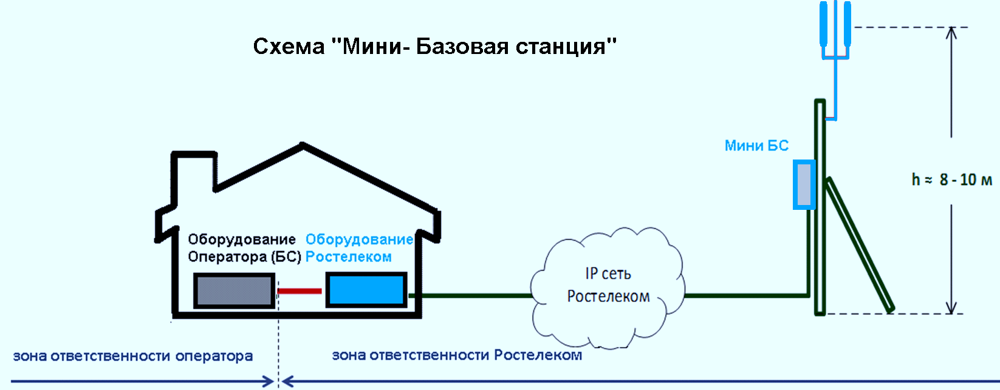 Схема "Мини- Базовая станция"
Мини БС
h ≈ 8 - 10 м
Оборудование
Оператора (БС)
Оборудование
Ростелеком
IP сеть
Ростелеком
зона ответственности оператора
зона ответственности Ростелеком